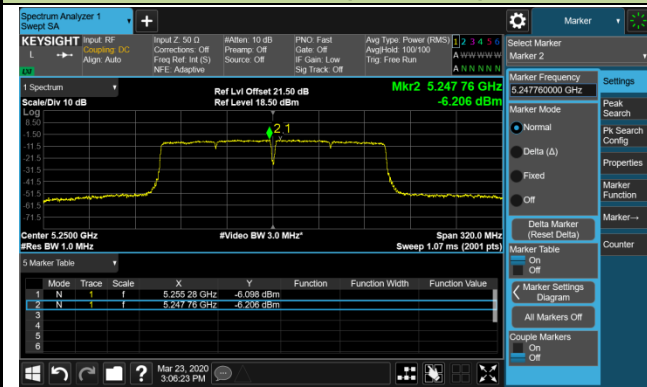 Spectrum Analyzer 1
Swept SA
+
Marker
KEYSIGHT
L
LM
Input: RF
Coupling: DC
Align: Auto
Input Z: 50 Ω
Corrections: Off
Freq Ref: Int (S)
NFE: Adaptive
#Atten: 10 dB
Preamp: Off
Source: Off
PNO: Fast
Gate: Off
IF Gain: Low
Sig Track: Off
Avg Type: Power (RMS)
Avg|Hold: 100/100
Trig: Free Run
1 2 3 4 5 6
A W W W W W
A N N N N N
Select Marker
Marker 2
1 Spectrum
Scale/Div 10 dB
Ref Lvl Offset 21.50 dB
Ref Level 18.50 dBm
Mkr2 5.247 76 GHz
-6.206 dBm
Log
8.50
-1.50
-11.5
-21.5
-31.5
-41.5
-51.5
-61.5
-71.5
2
1
Center 5.2500 GHz
#Res BW 1.0 MHz
#Video BW 3.0 MHz*
Span 320.0 MHz
Sweep 1.07 ms (2001 pts)
5 Marker Table
Mode Trace Scale X Y Function Function Width Function Value
1 N 1 f 5.255 28 GHz -6.098 dBm
2 N 1 f 5.247 76 GHz -6.206 dBm
3
4
5
6
Marker Frequency
5.247760000 GHz
Marker Mode
Normal
Delta (Δ)
Fixed
Off
Delta Marker
(Reset Delta)
Marker Table
On
Off
Marker Settings
Diagram
All Markers Off
Couple Markers
On
Off
Settings
Peak
Search
Pk Search
Config
Properties
Marker
Function
Marker→
Counter
?
Mar 23, 2020
3:06:23 PM